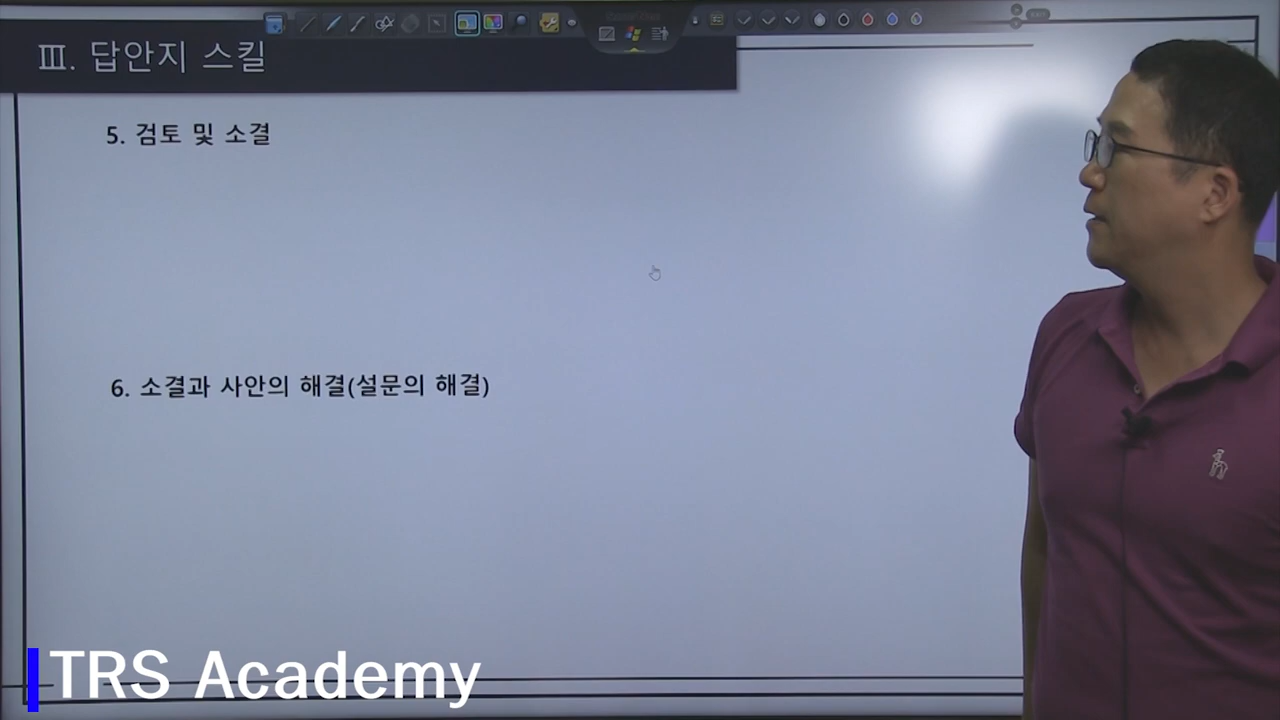 Ⅲ. 답안지 스킬
5. 검토 및 소결
6. 소결과 사안의 해결(설문의 해결)
TRS Academy